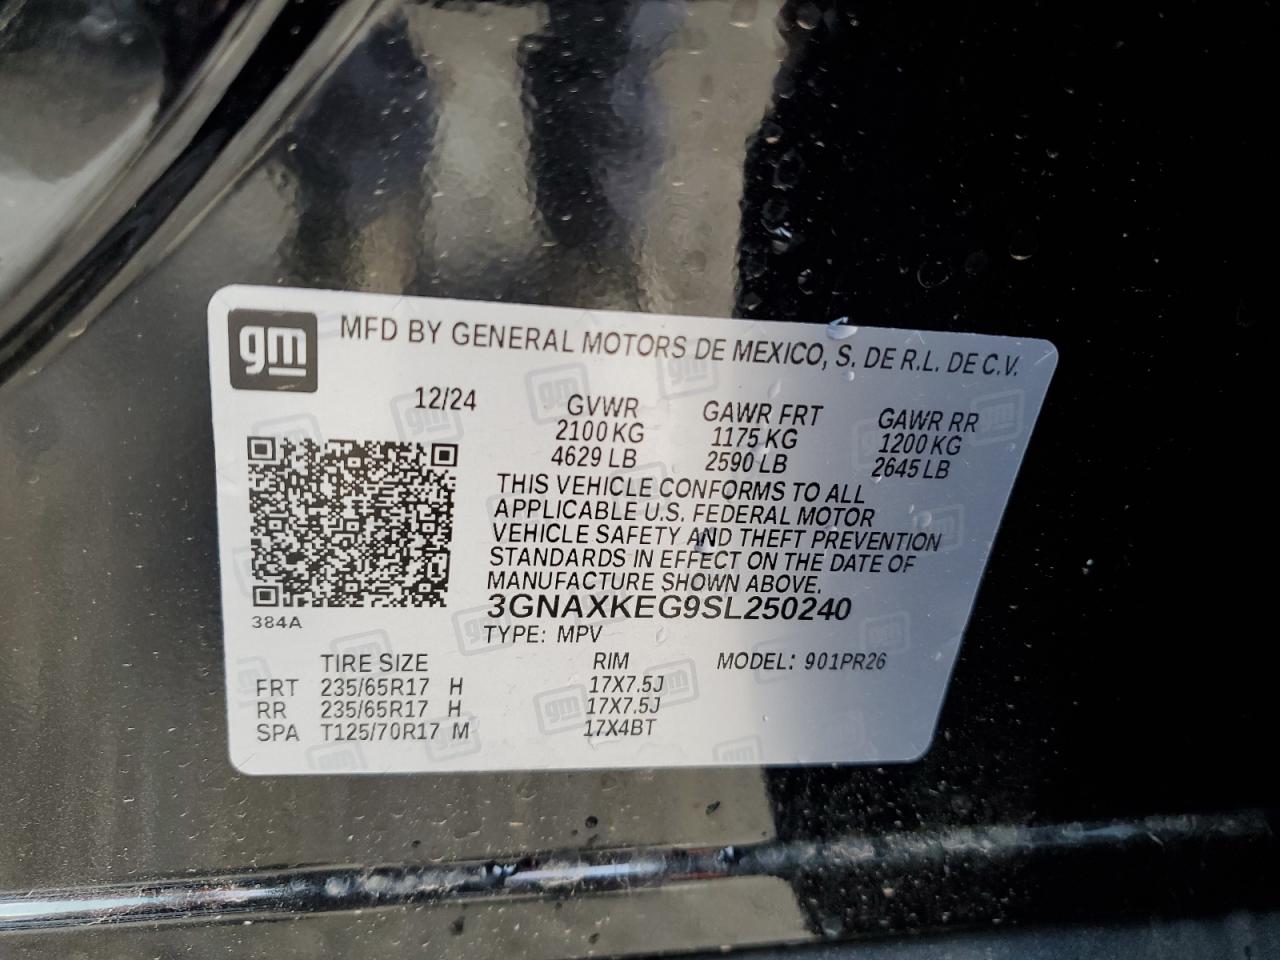 gm
MFD BY GENERAL MOTORS DE MEXICO, S. DE R.L. DE C.V.
12/24 GVWR GAWR FRT GAWR RR
2100 KG 1175 KG 1200 KG
4629 LB 2590 LB 2645 LB
THIS VEHICLE CONFORMS TO ALL
APPLICABLE U.S. FEDERAL MOTOR
VEHICLE SAFETY AND THEFT PREVENTION
STANDARDS IN EFFECT ON THE DATE OF
MANUFACTURE SHOWN ABOVE.
3GNAXKEG9SL250240
384A
TYPE: MPV
TIRE SIZE RIM MODEL: 901PR26
FRT 235/65R17 H 17X7.5J
RR 235/65R17 H 17X7.5J
SPA T125/70R17 M 17X4BT